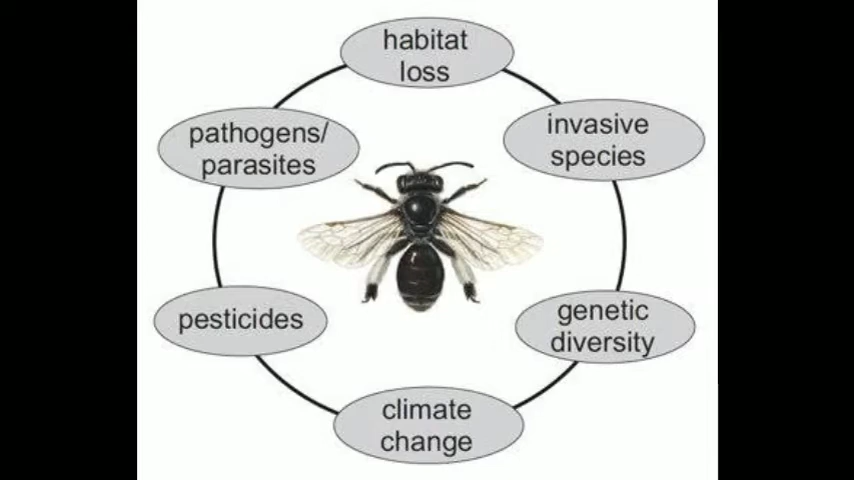 habitat
loss
invasive
species
genetic
diversity
climate
change
pesticides
pathogens/
parasites